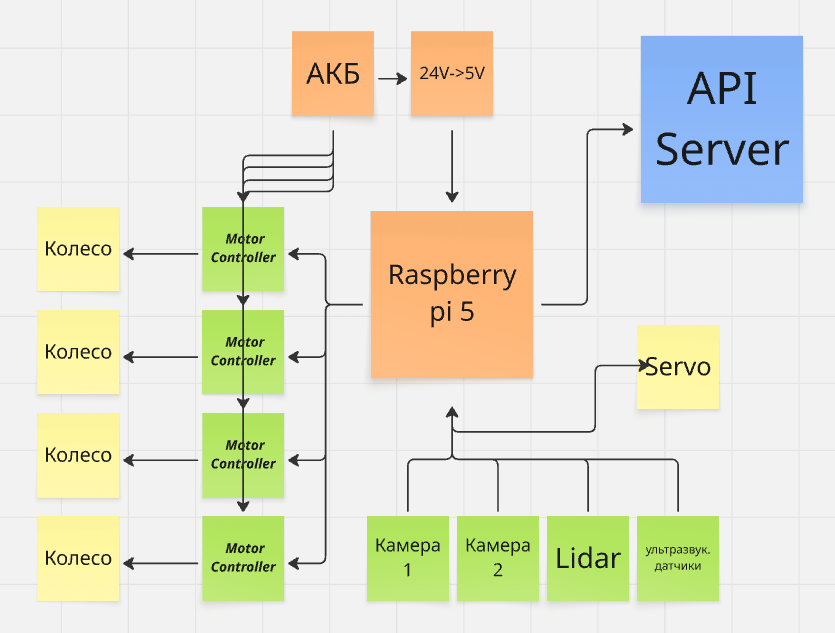 АКБ
24V->5V
API
Server
Колесо
Motor
Controller
Raspberry
pi 5
Колесо
Motor
Controller
Servo
Колесо
Motor
Controller
Колесо
Motor
Controller
Камера
1
Камера
2
Lidar
ультразвук.
датчики